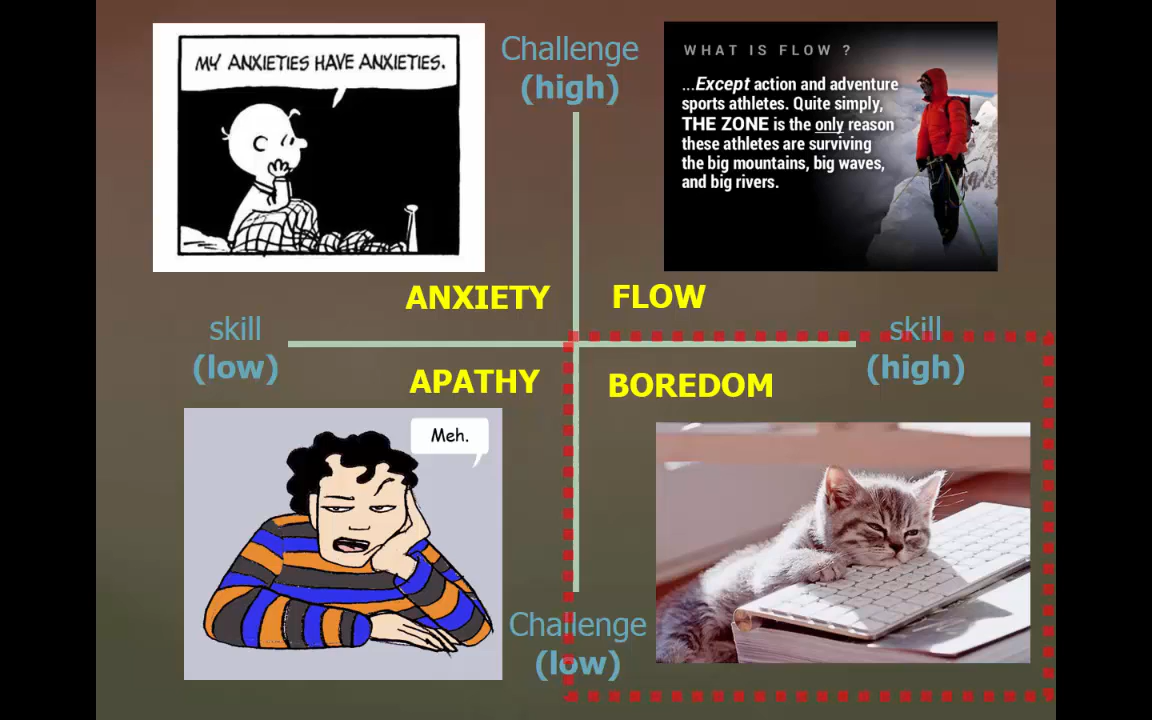 MY ANXIETIES HAVE ANXIETIES.
Challenge
(high)
WHAT IS FLOW ?
...Except action and adventure
sports athletes. Quite simply,
THE ZONE is the only reason
these athletes are surviving
the big mountains, big waves,
and big rivers.
ANXIETY
FLOW
skill
(low)
skill
(high)
APATHY
BOREDOM
Meh.
Challenge
(low)